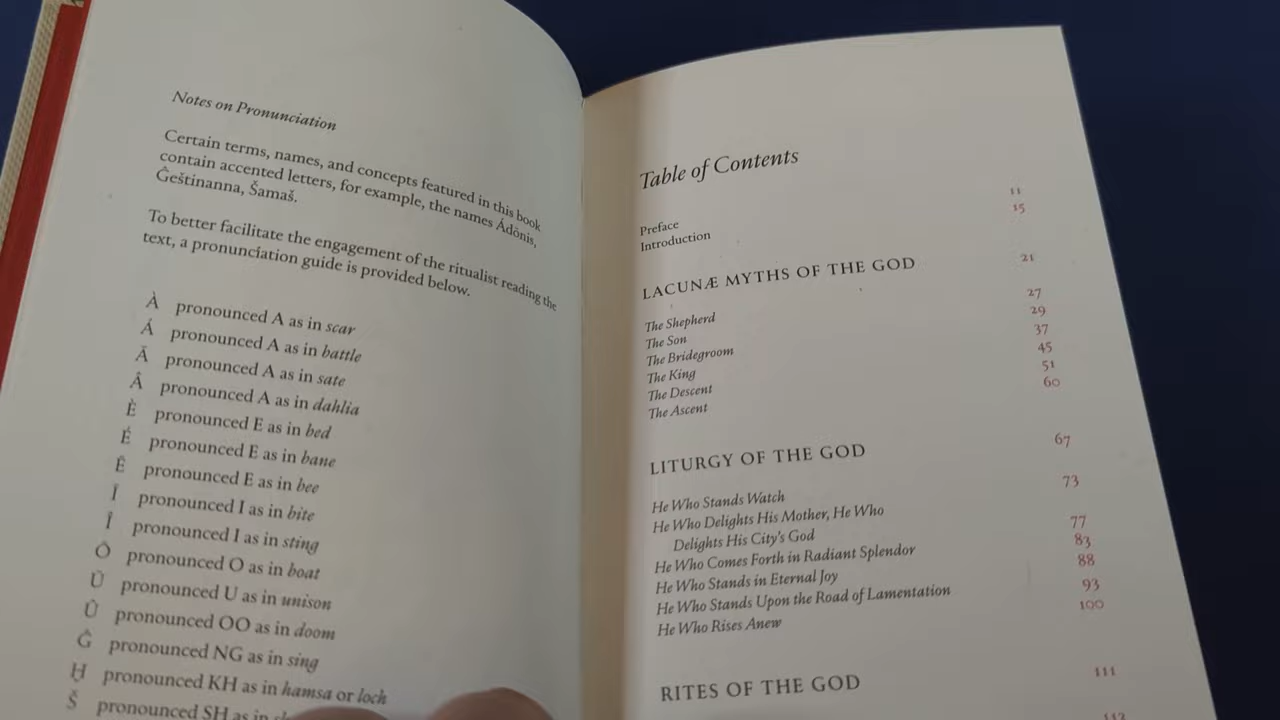 Notes on Pronunciation
Certain terms, names, and concepts featured in this book
contain accented letters, for example, the names Ádònis,
Ĝeštinanna, Šamaš.
To better facilitate the engagement of the ritualist reading the
text, a pronunciation guide is provided below.
À pronounced A as in scar
Á pronounced A as in battle
Ā pronounced A as in sate
Â pronounced A as in dahlia
È pronounced E as in bed
É pronounced E as in bane
Ê pronounced E as in bee
Ī pronounced I as in bite
Î pronounced I as in sting
Ô pronounced O as in boat
Ū pronounced U as in unison
Û pronounced OO as in doom
Ĝ pronounced NG as in sing
Ḫ pronounced KH as in hamsa or loch
Š pronounced SH as in
Table of Contents
Preface 11
Introduction 15
LACUNÆ MYTHS OF THE GOD 21
The Shepherd 27
The Son 29
The Bridegroom 37
The King 45
The Descent 51
The Ascent 60
LITURGY OF THE GOD 67
He Who Stands Watch 73
He Who Delights His Mother, He Who
Delights His City's God 77
He Who Comes Forth in Radiant Splendor 83
He Who Stands in Eternal Joy 88
He Who Stands Upon the Road of Lamentation 93
He Who Rises Anew 100
RITES OF THE GOD 111